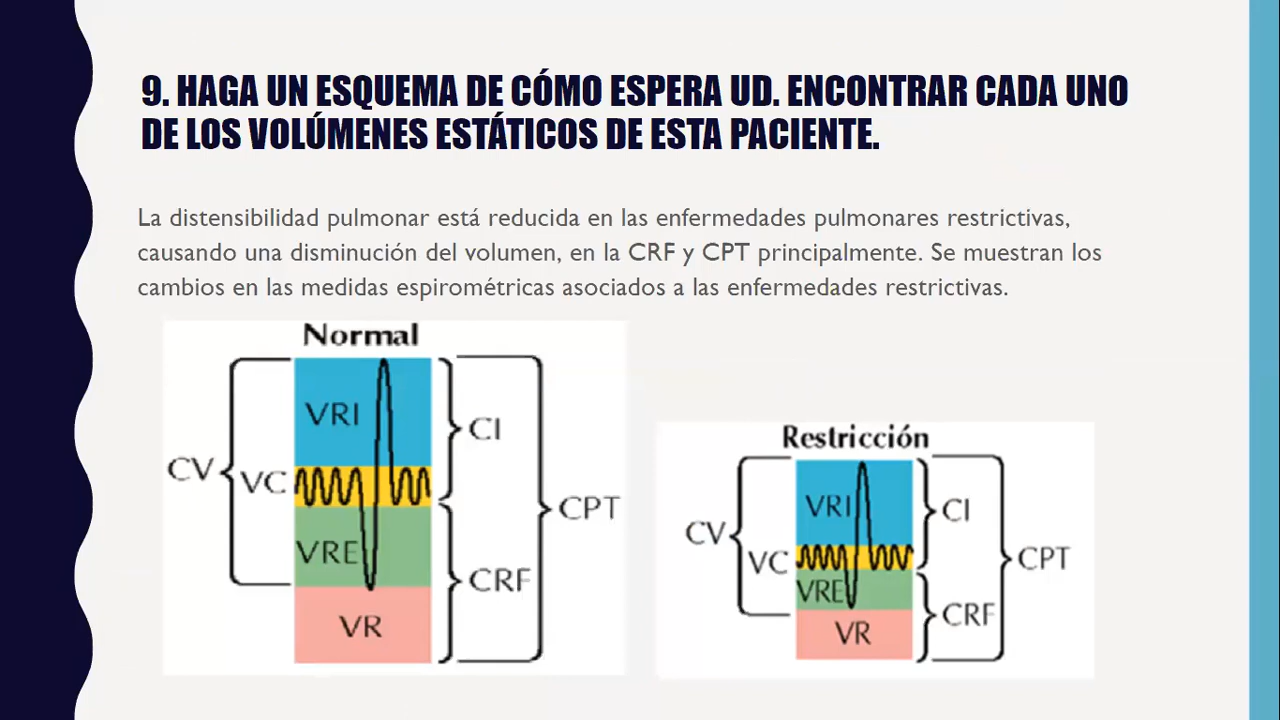 9. HAGA UN ESQUEMA DE CÓMO ESPERA UD. ENCONTRAR CADA UNO
DE LOS VOLÚMENES ESTÁTICOS DE ESTA PACIENTE.
La distensibilidad pulmonar está reducida en las enfermedades pulmonares restrictivas,
causando una disminución del volumen, en la CRF y CPT principalmente. Se muestran los
cambios en las medidas espirométricas asociados a las enfermedades restrictivas.
Normal
VRI
CI
CV
VC
CPT
VRE
CRF
VR
Restricción
VRI
CI
CV
VC
CPT
VRE
CRF
VR